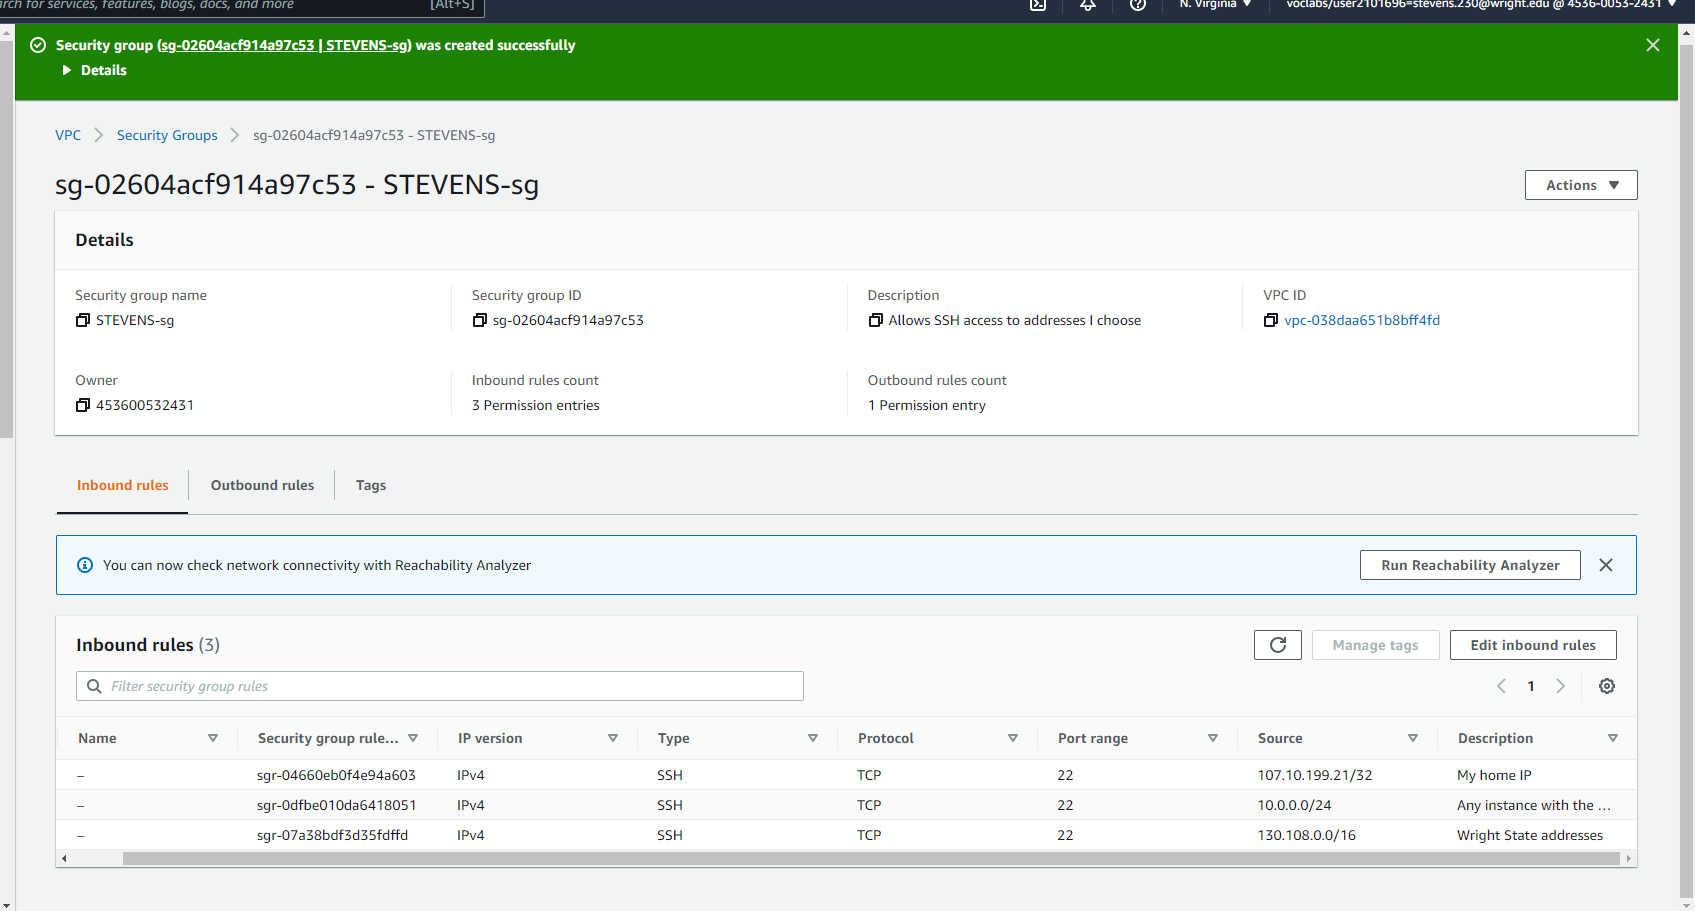 rch for services, features, blogs, docs, and more [Alt+S] N. Virginia voclabs/user2101696=stevens.230@wright.edu @ 4536-0053-2431
Security group (sg-02604acf914a97c53 | STEVENS-sg) was created successfully
Details
VPC Security Groups sg-02604acf914a97c53 - STEVENS-sg
sg-02604acf914a97c53 - STEVENS-sg Actions
Details
Security group name Security group ID Description VPC ID
STEVENS-sg sg-02604acf914a97c53 Allows SSH access to addresses I choose vpc-038daa651b8bff4fd
Owner Inbound rules count Outbound rules count
453600532431 3 Permission entries 1 Permission entry
Inbound rules Outbound rules Tags
You can now check network connectivity with Reachability Analyzer Run Reachability Analyzer
Inbound rules (3) Manage tags Edit inbound rules
Filter security group rules 1
Name Security group rule... IP version Type Protocol Port range Source Description
– sgr-04660eb0f4e94a603 IPv4 SSH TCP 22 107.10.199.21/32 My home IP
– sgr-0dfbe010da6418051 IPv4 SSH TCP 22 10.0.0.0/24 Any instance with the ...
– sgr-07a38bdf3d35fdffd IPv4 SSH TCP 22 130.108.0.0/16 Wright State addresses